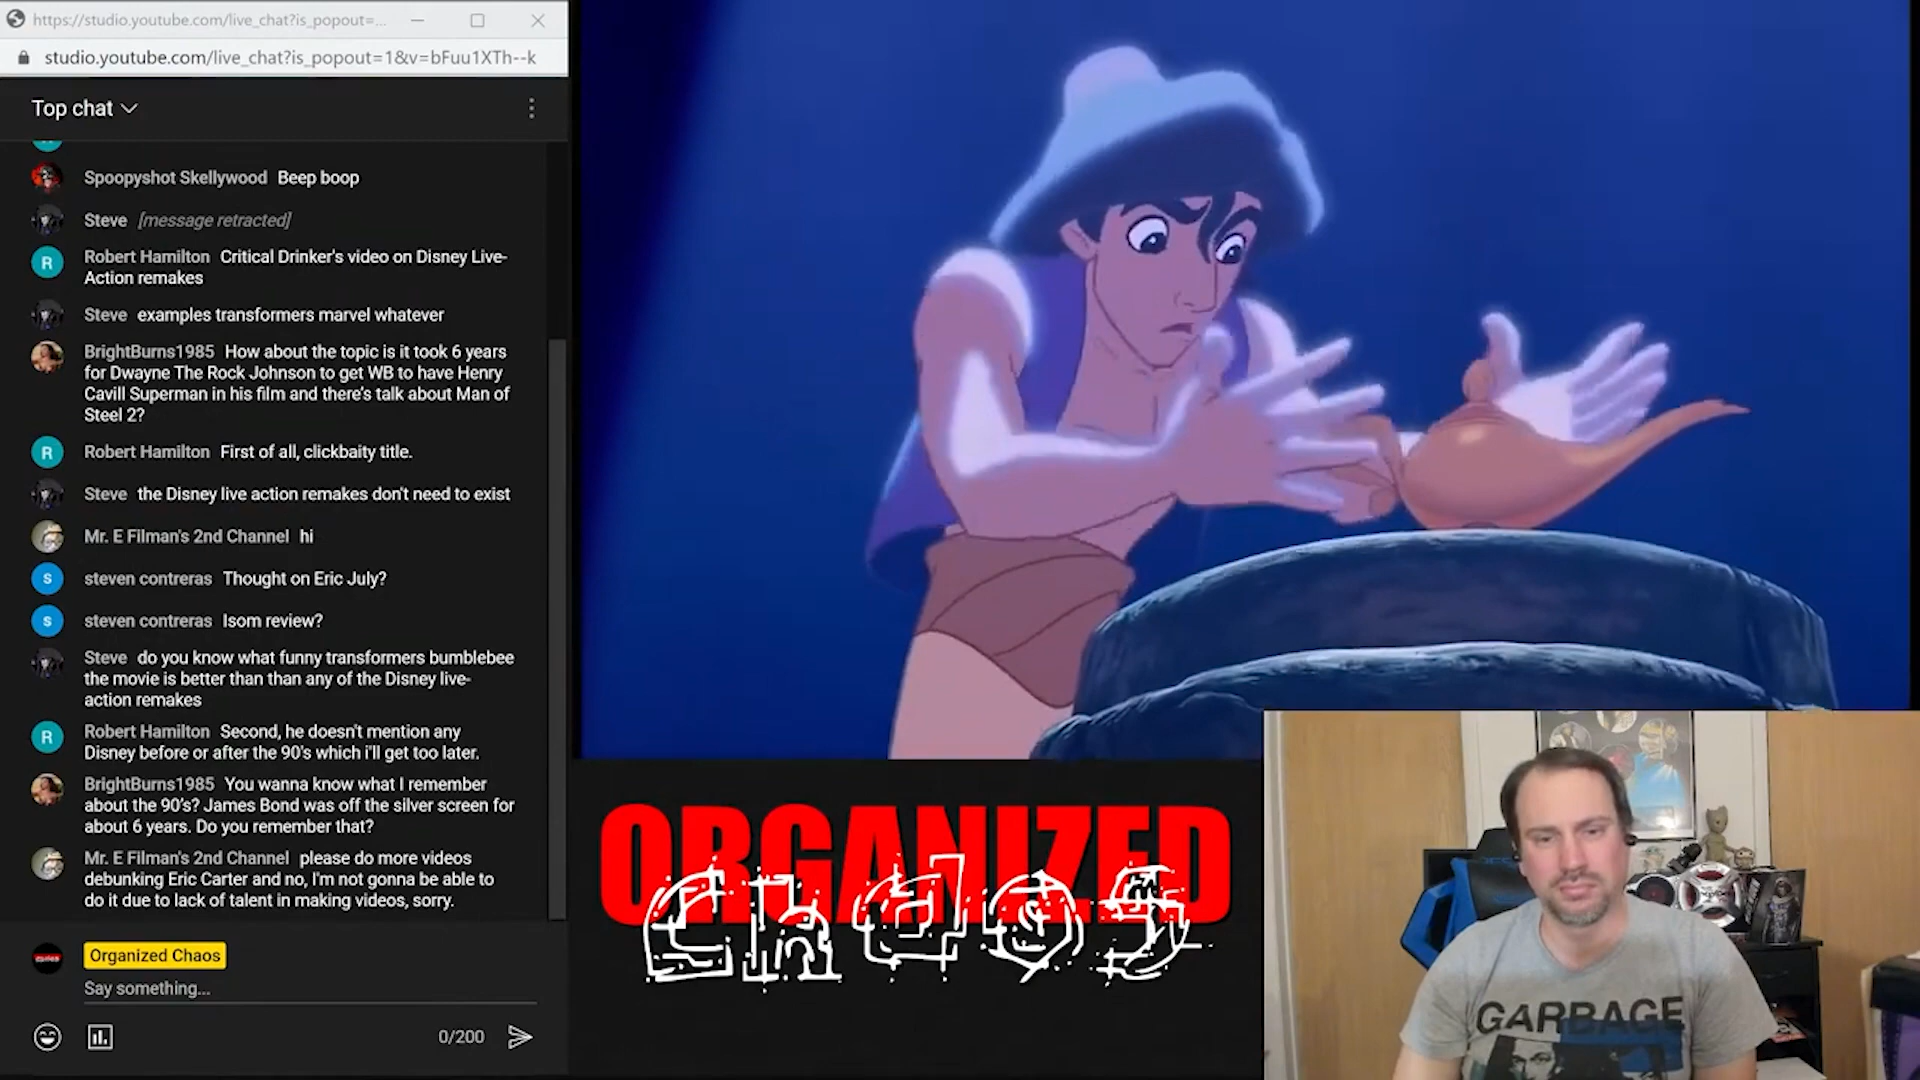 https://studio.youtube.com/live_chat?is_popout=...
studio.youtube.com/live_chat?is_popout=1&v=bFuu1XTh--k
Top chat
Spoopyshot Skellywood Beep boop
Steve [message retracted]
R Robert Hamilton Critical Drinker's video on Disney Live-
Action remakes
Steve examples transformers marvel whatever
BrightBurns1985 How about the topic is it took 6 years
for Dwayne The Rock Johnson to get WB to have Henry
Cavill Superman in his film and there's talk about Man of
Steel 2?
R Robert Hamilton First of all, clickbaity title.
Steve the Disney live action remakes don't need to exist
Mr. E Filman's 2nd Channel hi
s steven contreras Thought on Eric July?
s steven contreras Isom review?
Steve do you know what funny transformers bumblebee
the movie is better than than any of the Disney live-
action remakes
R Robert Hamilton Second, he doesn't mention any
Disney before or after the 90's which i'll get too later.
BrightBurns1985 You wanna know what I remember
about the 90's? James Bond was off the silver screen for
about 6 years. Do you remember that?
Mr. E Filman's 2nd Channel please do more videos
debunking Eric Carter and no, I'm not gonna be able to
do it due to lack of talent in making videos, sorry.
Organized Chaos
Say something...
0/200
ORGANIZED
Chaos
GARBAGE